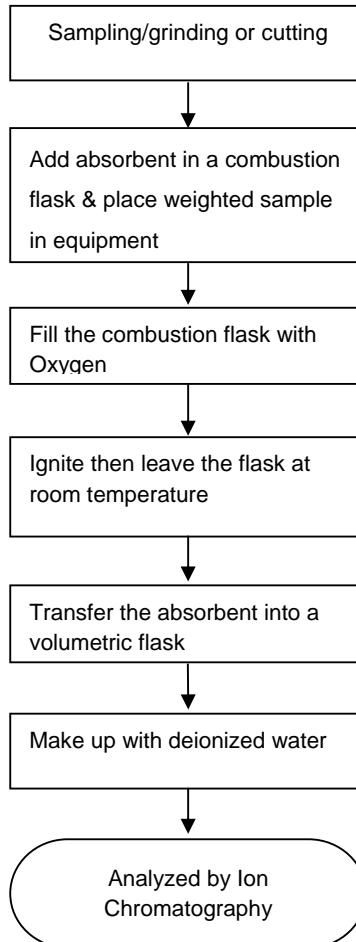 Sampling/grinding or cutting
Add absorbent in a combustion
flask & place weighted sample
in equipment
Fill the combustion flask with
Oxygen
Ignite then leave the flask at
room temperature
Transfer the absorbent into a
volumetric flask
Make up with deionized water
Analyzed by Ion
Chromatography